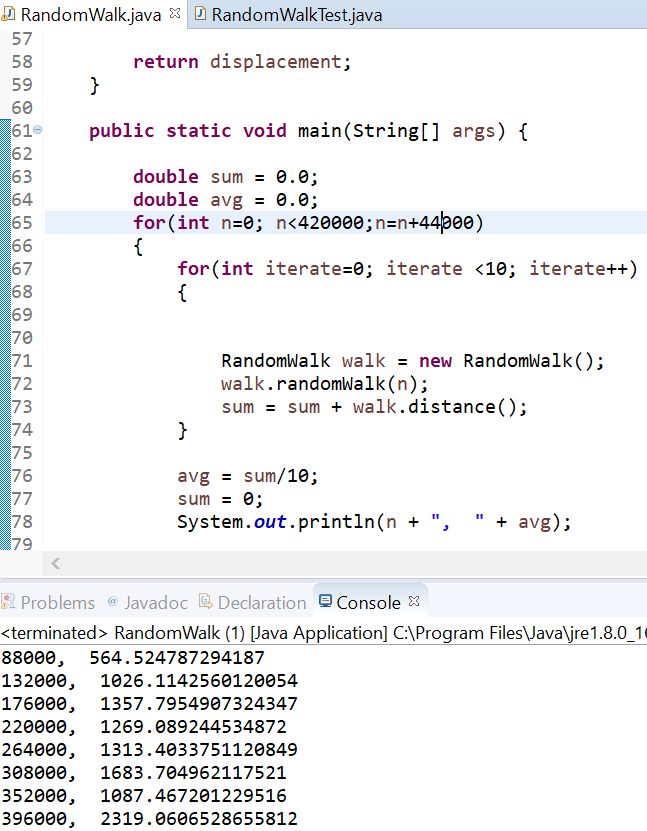 RandomWalk.java RandomWalkTest.java
57
58 return displacement;
59 }
60
61 public static void main(String[] args) {
62
63 double sum = 0.0;
64 double avg = 0.0;
65 for(int n=0; n<420000;n=n+44000)
66 {
67 for(int iterate=0; iterate <10; iterate++)
68 {
69
70
71 RandomWalk walk = new RandomWalk();
72 walk.randomWalk(n);
73 sum = sum + walk.distance();
74 }
75
76 avg = sum/10;
77 sum = 0;
78 System.out.println(n + ",  " + avg);
79
Problems @ Javadoc Declaration Console
<terminated> RandomWalk (1) [Java Application] C:\Program Files\Java\jre1.8.0_16
88000,  564.524787294187
132000,  1026.1142560120054
176000,  1357.7954907324347
220000,  1269.089244534872
264000,  1313.4033751120849
308000,  1683.704962117521
352000,  1087.467201229516
396000,  2319.0606528655812